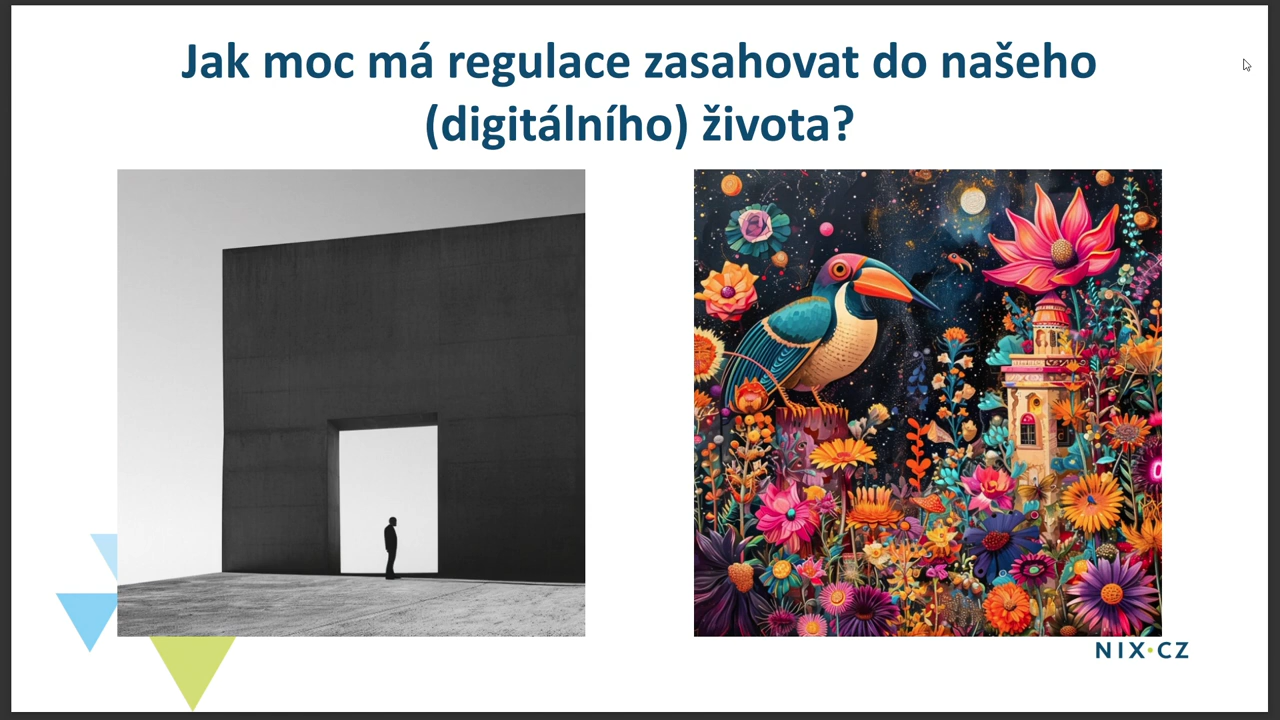 Jak moc má regulace zasahovat do našeho
(digitálního) života?
NIX•CZ